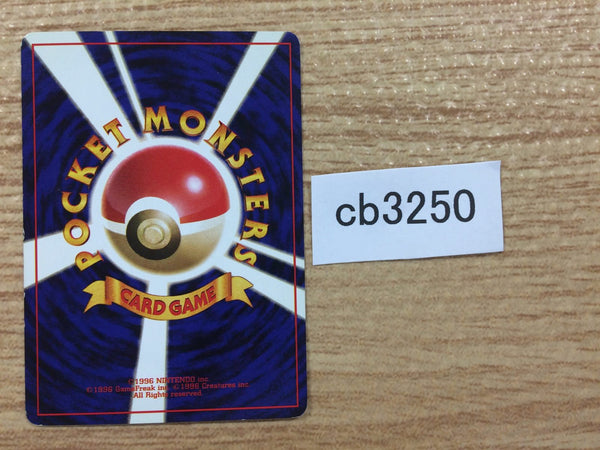 POCKET MONSTERS
CARD GAME
©1996 NINTENDO inc.
©1996 GameFreak inc. ©1996 Creatures inc.
All Rights reserved.
cb3250